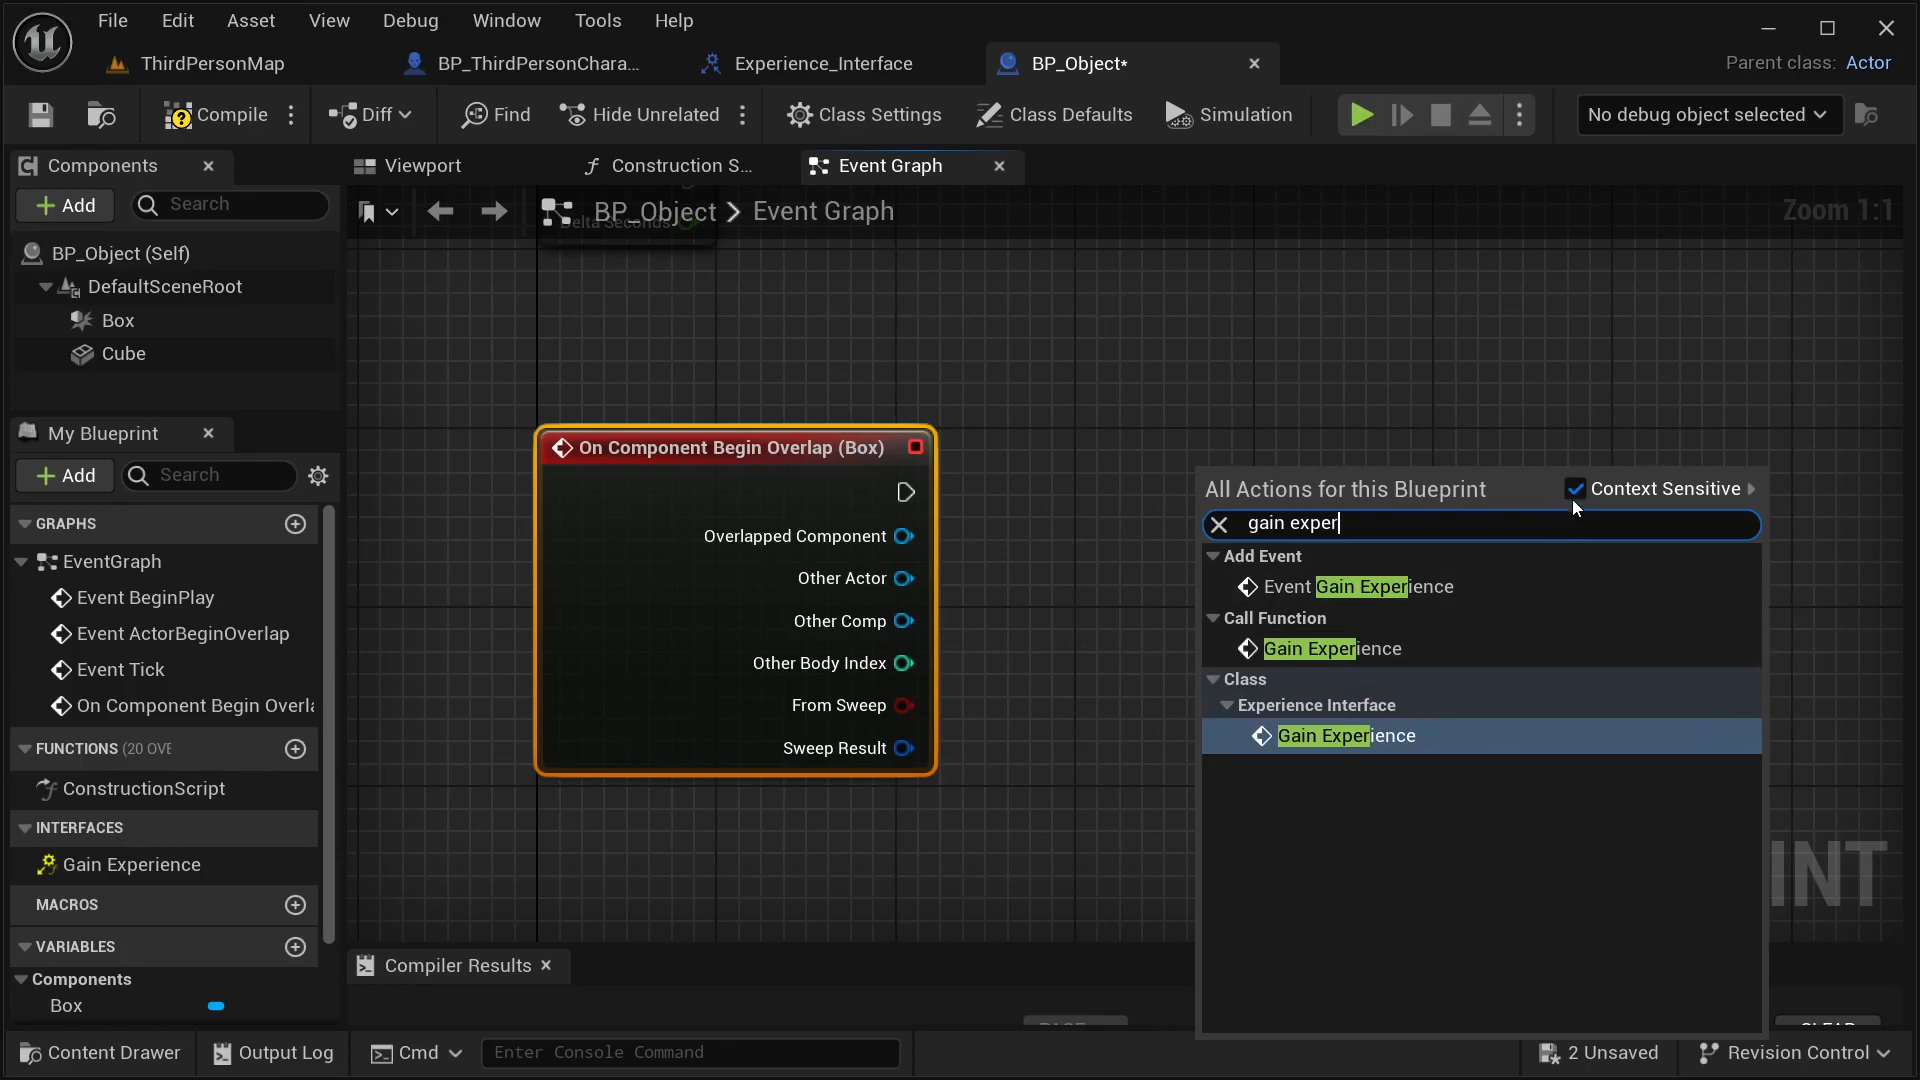 File Edit Asset View Debug Window Tools Help
ThirdPersonMap BP_ThirdPersonChara... Experience_Interface BP_Object* Parent class: Actor
Compile Diff Find Hide Unrelated Class Settings Class Defaults Simulation No debug object selected
Components Viewport Construction S... Event Graph
Add Search
BP_Object > Event Graph Zoom 1:1
Delta Seconds
BP_Object (Self)
DefaultSceneRoot
Box
Cube
My Blueprint
Add Search
GRAPHS
EventGraph
Event BeginPlay
Event ActorBeginOverlap
Event Tick
On Component Begin Overla
FUNCTIONS (20 OVE
ConstructionScript
INTERFACES
Gain Experience
MACROS
VARIABLES
Components
Box
On Component Begin Overlap (Box)
Overlapped Component
Other Actor
Other Comp
Other Body Index
From Sweep
Sweep Result
All Actions for this Blueprint Context Sensitive
gain exper
Add Event
Event Gain Experience
Call Function
Gain Experience
Class
Experience Interface
Gain Experience
INT
Compiler Results
PAGE
CLEAR
Content Drawer Output Log Cmd Enter Console Command 2 Unsaved Revision Control